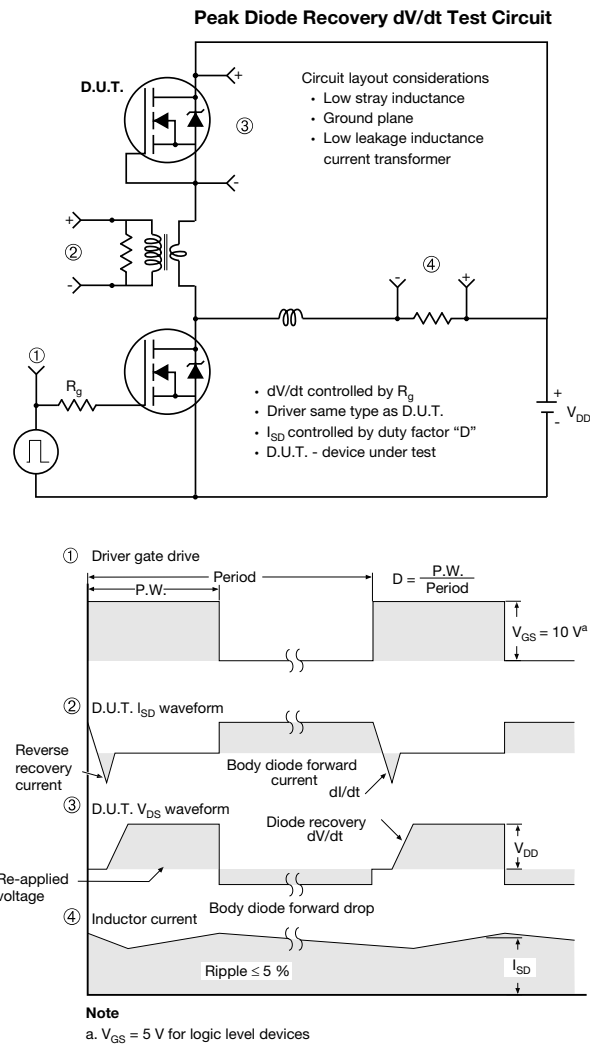 Peak Diode Recovery dV/dt Test Circuit
D.U.T.
+
③
-
Circuit layout considerations
• Low stray inductance
• Ground plane
• Low leakage inductance
current transformer
+
②
-
-
④
+
①
Rg
• dV/dt controlled by Rg
• Driver same type as D.U.T.
• ISD controlled by duty factor “D”
• D.U.T. - device under test
+
-
VDD
① Driver gate drive
Period
P.W.
D = P.W.
Period
VGS = 10 Va
② D.U.T. ISD waveform
Reverse
recovery
current
Body diode forward
current
dI/dt
③ D.U.T. VDS waveform
Diode recovery
dV/dt
VDD
Re-applied
voltage
Body diode forward drop
④ Inductor current
Ripple ≤ 5 %
ISD
Note
a. VGS = 5 V for logic level devices